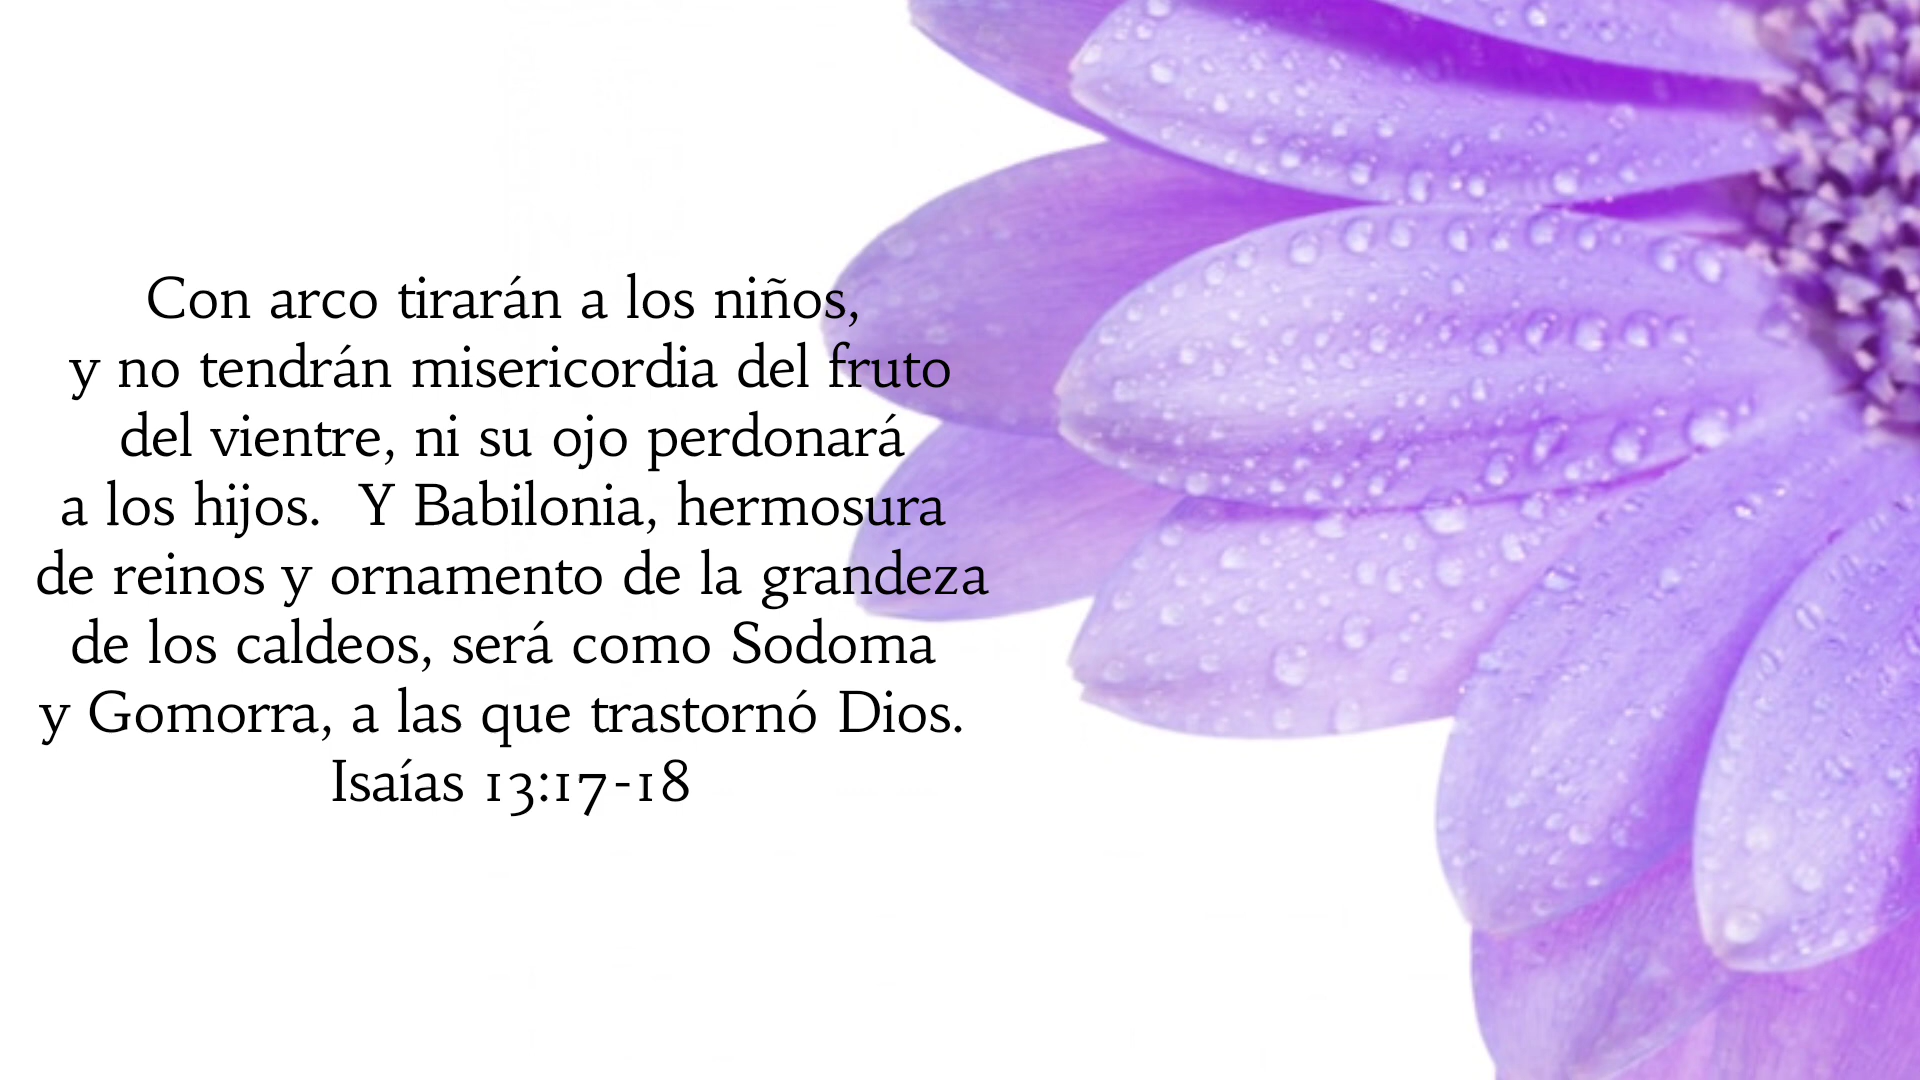 Con arco tirarán a los niños,
y no tendrán misericordia del fruto
del vientre, ni su ojo perdonará
a los hijos.  Y Babilonia, hermosura
de reinos y ornamento de la grandeza
de los caldeos, será como Sodoma
y Gomorra, a las que trastornó Dios.
Isaías 13:17-18